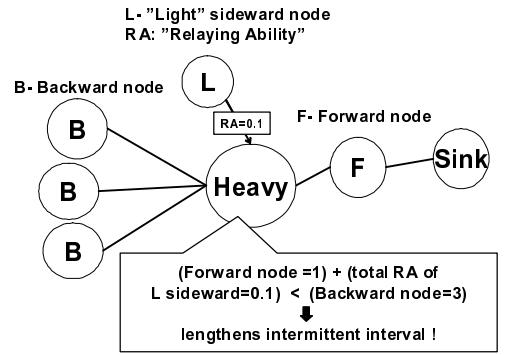 L- ”Light” sideward node
RA: ”Relaying Ability”
B- Backward node
L
RA=0.1
F- Forward node
B
B
B
Heavy
F
Sink
(Forward node =1) + (total RA of
L sideward=0.1) < (Backward node=3)
lengthens intermittent interval !